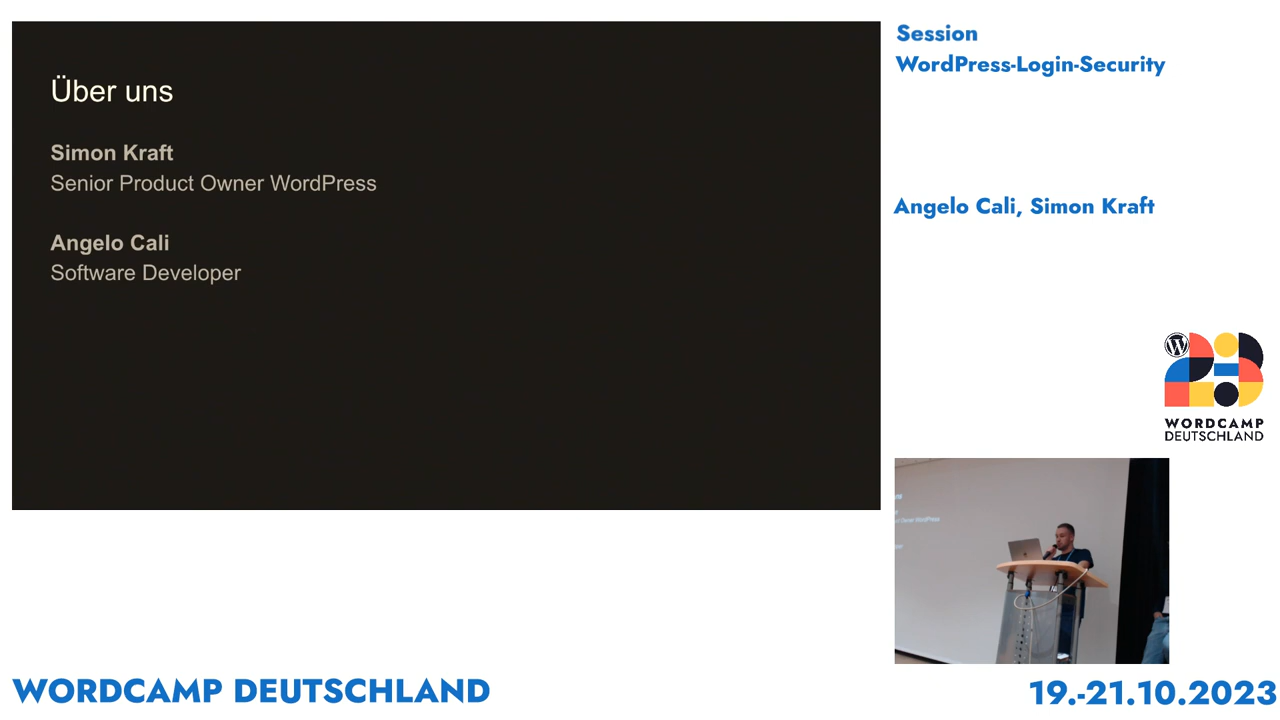 Über uns
Simon Kraft
Senior Product Owner WordPress
Angelo Cali
Software Developer
Session
WordPress-Login-Security
Angelo Cali, Simon Kraft
WORDCAMP
DEUTSCHLAND
WORDCAMP DEUTSCHLAND
19.-21.10.2023